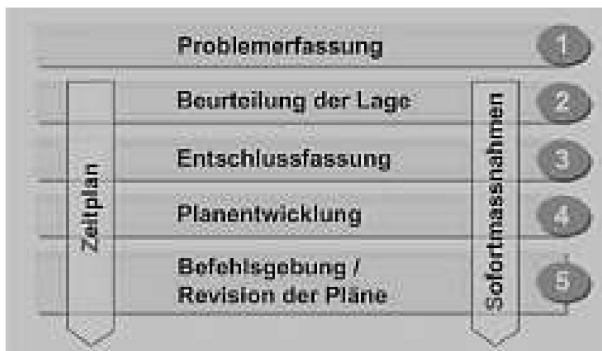 Problemerfassung
1
Beurteilung der Lage
2
Entschlussfassung
3
Planentwicklung
4
Befehlsgebung /
Revision der Pläne
5
Zeitplan
Sofortmassnahmen